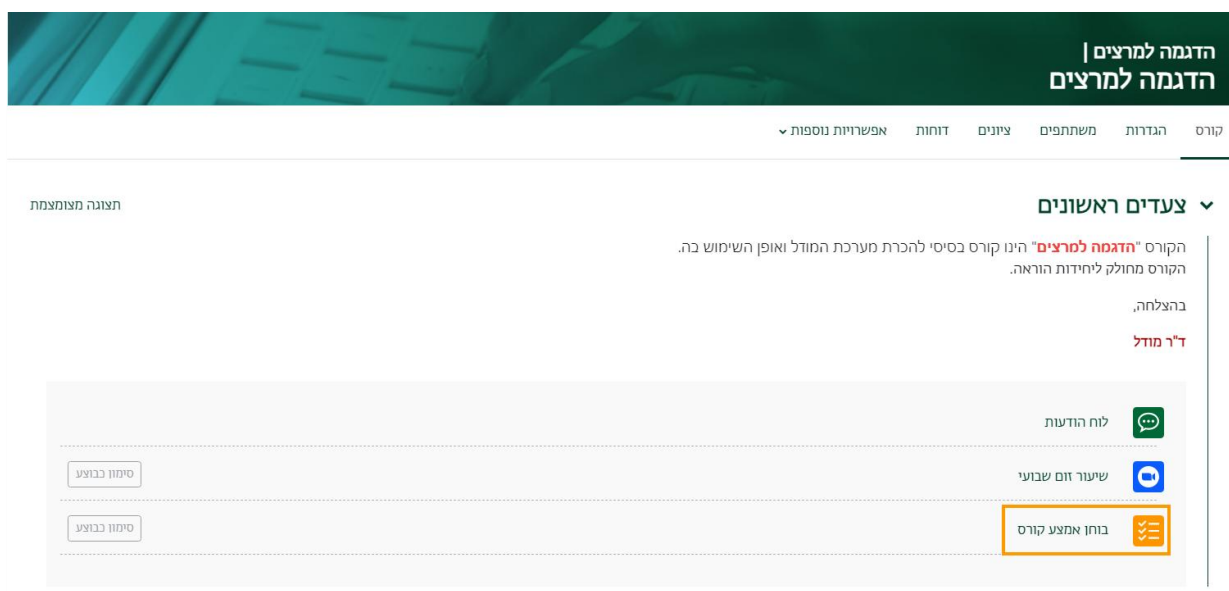 הדגמה למרצים |
הדגמה למרצים
קורס הגדרות משתתפים ציונים דוחות אפשרויות נוספות
צעדים ראשונים
תצוגה מצומצמת
הקורס "הדגמה למרצים" הינו קורס בסיסי להכרת מערכת המודל ואופן השימוש בה.
הקורס מחולק ליחידות הוראה.
בהצלחה,
ד"ר מודל
לוח הודעות
שיעור זום שבועי
סימון כבוצע
בוחן אמצע קורס
סימון כבוצע